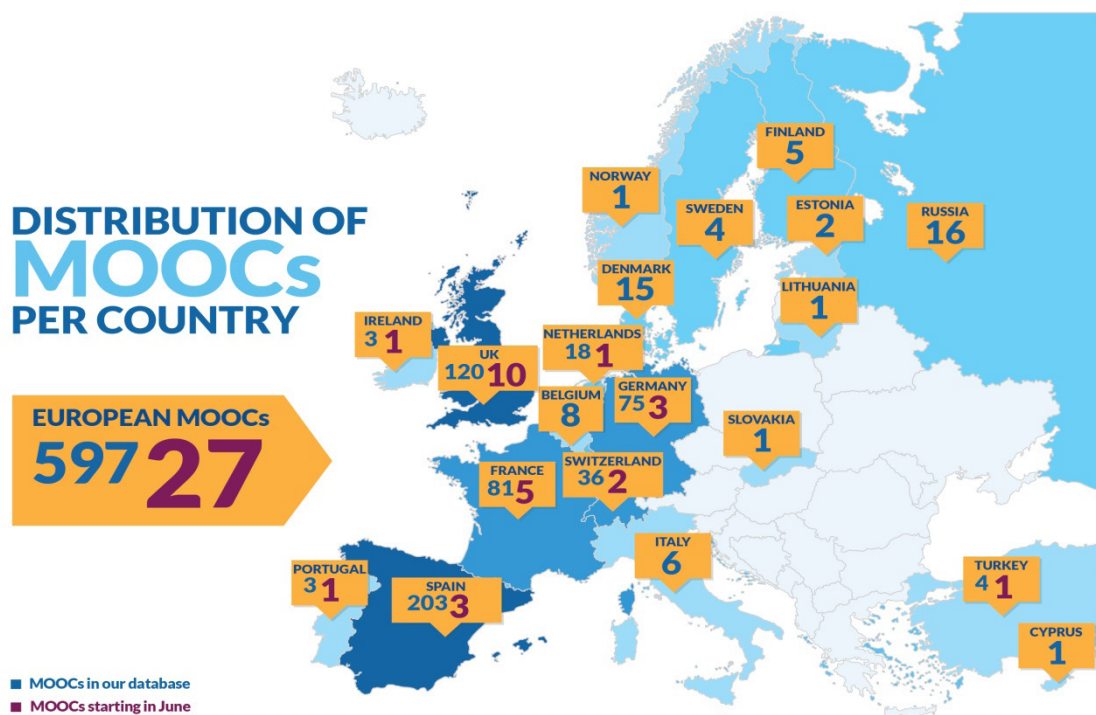 DISTRIBUTION OF
MOOCs
PER COUNTRY
EUROPEAN MOOCs
597 27
FINLAND
5
NORWAY
1
SWEDEN
4
ESTONIA
2
RUSSIA
16
DENMARK
15
LITHUANIA
1
IRELAND
3 1
UK
120 10
NETHERLANDS
18 1
BELGIUM
8
GERMANY
75 3
SLOVAKIA
1
FRANCE
81 5
SWITZERLAND
36 2
ITALY
6
PORTUGAL
3 1
SPAIN
203 3
TURKEY
4 1
CYPRUS
1
MOOCs in our database
MOOCs starting in June